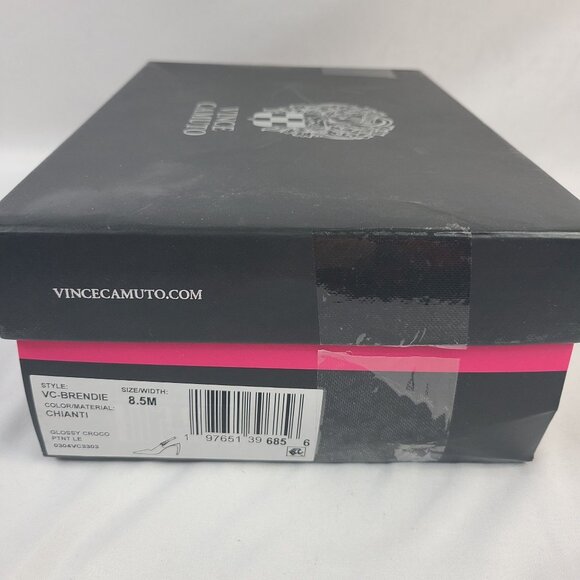 VINCE
CAMUTO
VINCECAMUTO.COM
STYLE:
VC-BRENDIE
SIZE/WIDTH:
8.5M
COLOR/MATERIAL:
CHIANTI
GLOSSY CROCO
PTNT LE
0304VC3303
1 97651 39 685 6